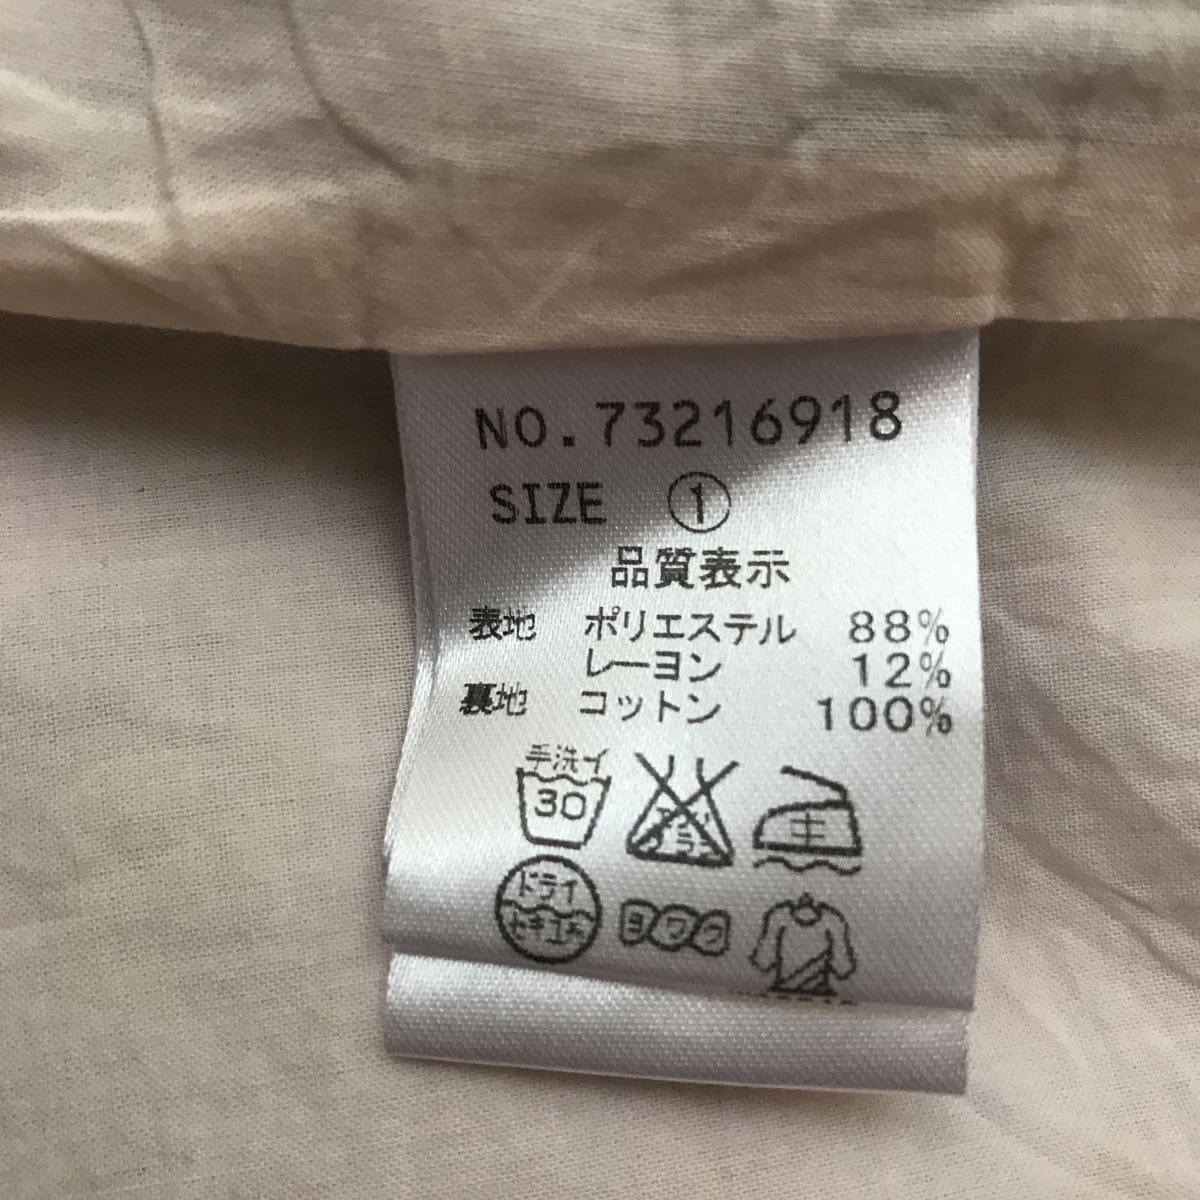 NO.73216918
SIZE ①
品質表示
表地 ポリエステル 88%
レーヨン 12%
裏地 コットン 100%
手洗イ
30
中
ドライ
セキユ系
ヨワク